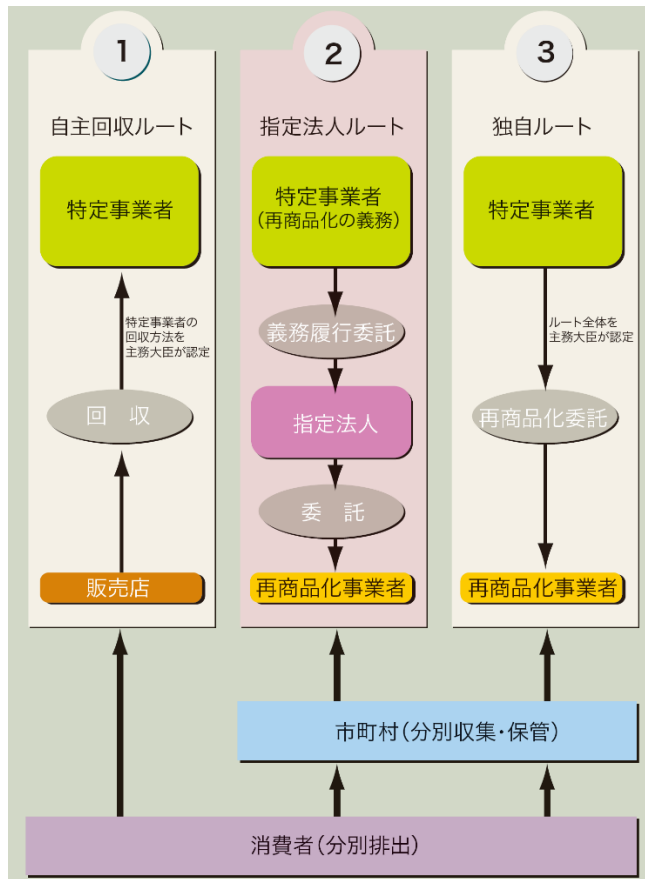 1
自主回収ルート
特定事業者
特定事業者の
回収方法を
主務大臣が認定
回　収
販売店
2
指定法人ルート
特定事業者
(再商品化の義務)
義務履行委託
指定法人
委　託
再商品化事業者
3
独自ルート
特定事業者
ルート全体を
主務大臣が認定
再商品化委託
再商品化事業者
市町村(分別収集・保管)
消費者(分別排出)